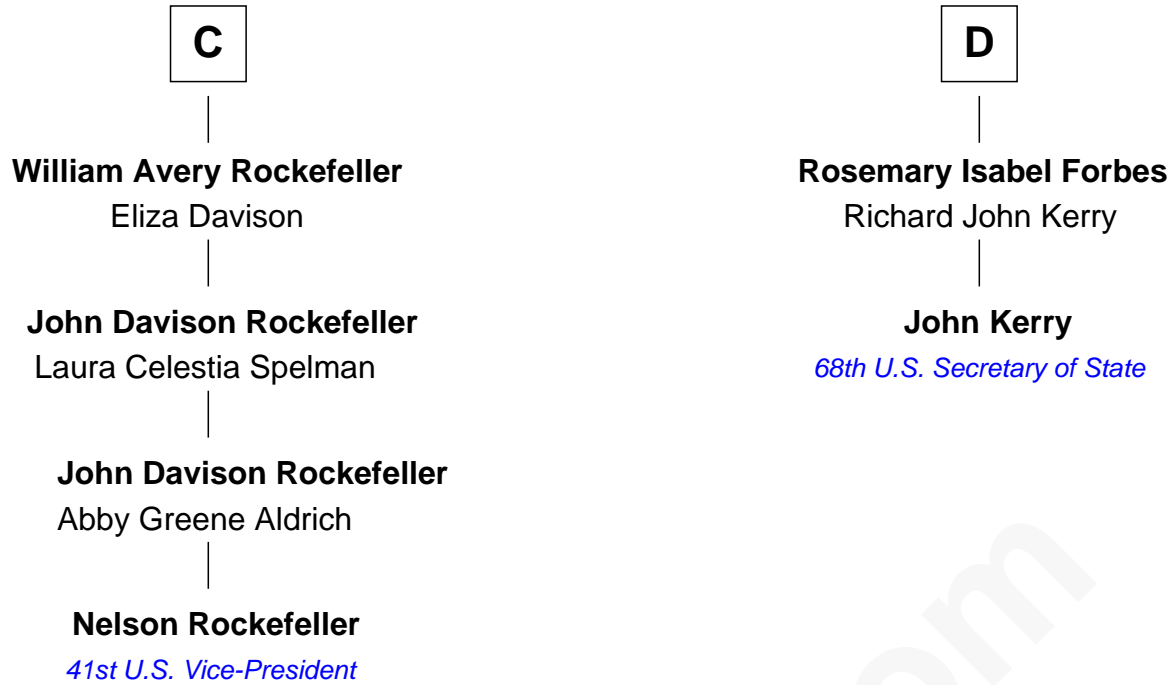 C
William Avery Rockefeller
Eliza Davison
John Davison Rockefeller
Laura Celestia Spelman
John Davison Rockefeller
Abby Greene Aldrich
Nelson Rockefeller
41st U.S. Vice-President
D
Rosemary Isabel Forbes
Richard John Kerry
John Kerry
68th U.S. Secretary of State
om